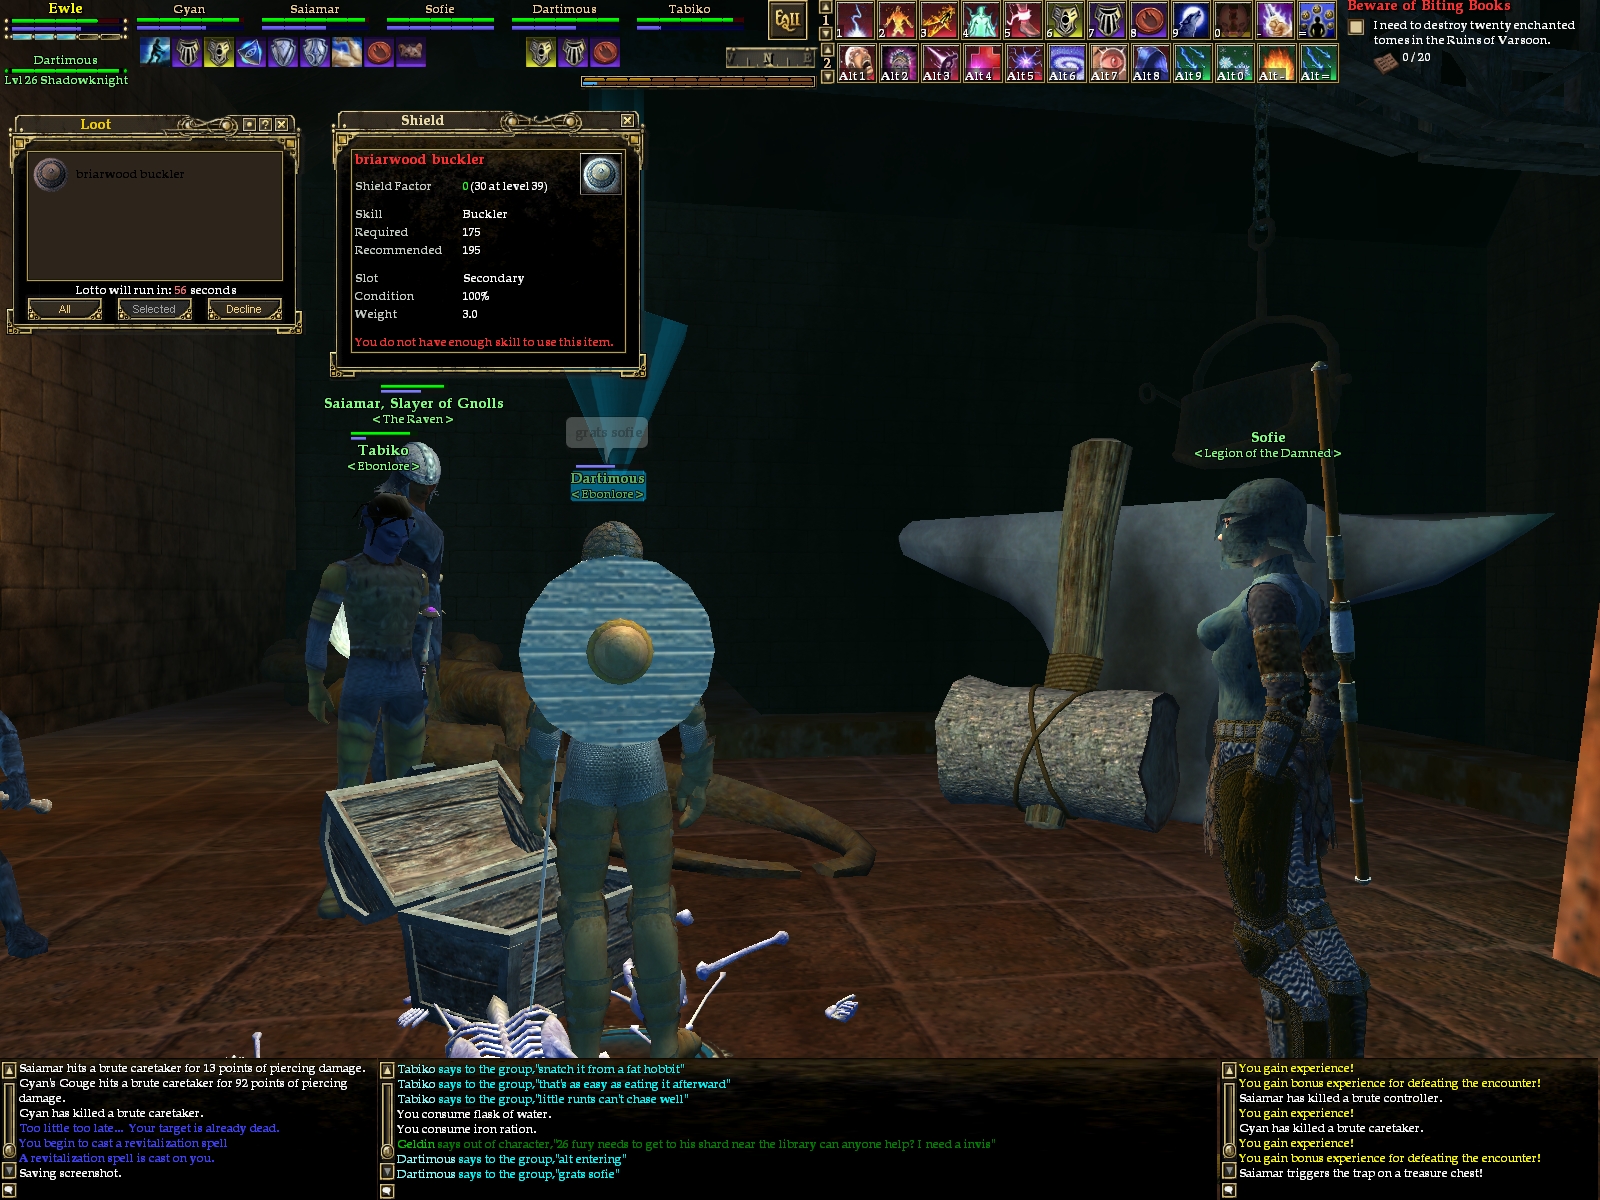 Ewle
Gyan
Saiamar
Sofie
Dartimous
Tabiko
Dartimous
Lvl 26 Shadowknight
EQII
N E
1
1 2 3 4 5 6 7 8 9 0 - =
2
Alt 1 Alt 2 Alt 3 Alt 4 Alt 5 Alt 6 Alt 7 Alt 8 Alt 9 Alt 0 Alt - Alt =
Beware of Biting Books
I need to destroy twenty enchanted
tomes in the Ruins of Varsoon.
0 / 20
Loot
briarwood buckler
Lotto will run in: 56 seconds
All
Selected
Decline
Shield
briarwood buckler
Shield Factor 0 (30 at level 39)
Skill Buckler
Required 175
Recommended 195
Slot Secondary
Condition 100%
Weight 3.0
You do not have enough skill to use this item.
Saiamar, Slayer of Gnolls
< The Raven >
Tabiko
< Ebonlore >
grats sofie
Dartimous
< Ebonlore >
Sofie
< Legion of the Damned >
Saiamar hits a brute caretaker for 13 points of piercing damage.
Gyan's Gouge hits a brute caretaker for 92 points of piercing
damage.
Gyan has killed a brute caretaker.
Too little too late... Your target is already dead.
You begin to cast a revitalization spell
A revitalization spell is cast on you.
Saving screenshot.
Tabiko says to the group,"snatch it from a fat hobbit"
Tabiko says to the group,"that's as easy as eating it afterward"
Tabiko says to the group,"little runts can't chase well"
You consume flask of water.
You consume iron ration.
Geldin says out of character,"26 fury needs to get to his shard near the library can anyone help? I need a invis"
Dartimous says to the group,"alt entering"
Dartimous says to the group,"grats sofie"
You gain experience!
You gain bonus experience for defeating the encounter!
Saiamar has killed a brute controller.
You gain experience!
Gyan has killed a brute caretaker.
You gain experience!
You gain bonus experience for defeating the encounter!
Saiamar triggers the trap on a treasure chest!